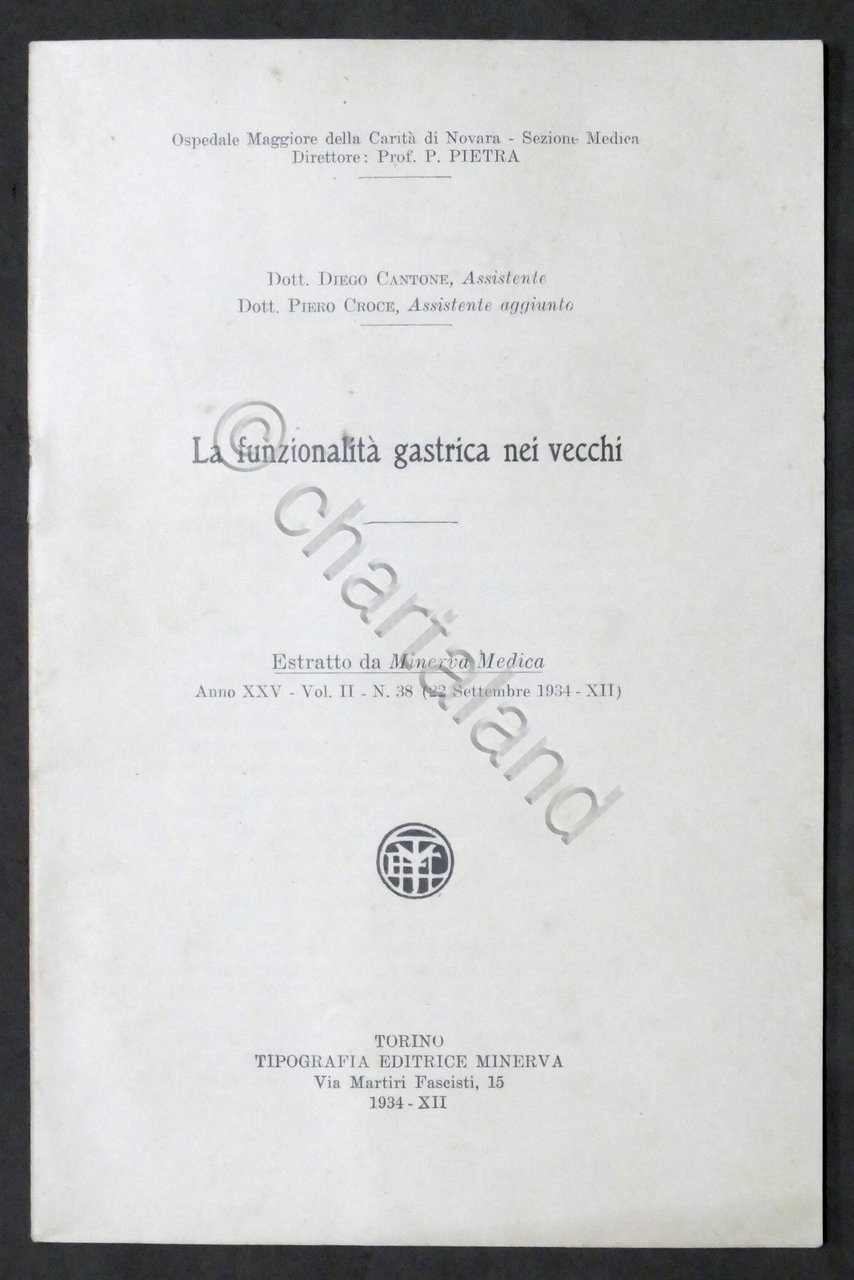 Ospedale Maggiore della Carità di Novara - Sezione Medica
Direttore: Prof. P. PIETRA
Dott. DIEGO CANTONE, Assistente
Dott. PIERO CROCE, Assistente aggiunto
La funzionalità gastrica nei vecchi
Estratto da Minerva Medica
Anno XXV - Vol. II - N. 38 (22 Settembre 1934 - XII)
© chartaland
TORINO
TIPOGRAFIA EDITRICE MINERVA
Via Martiri Fascisti, 15
1934 - XII